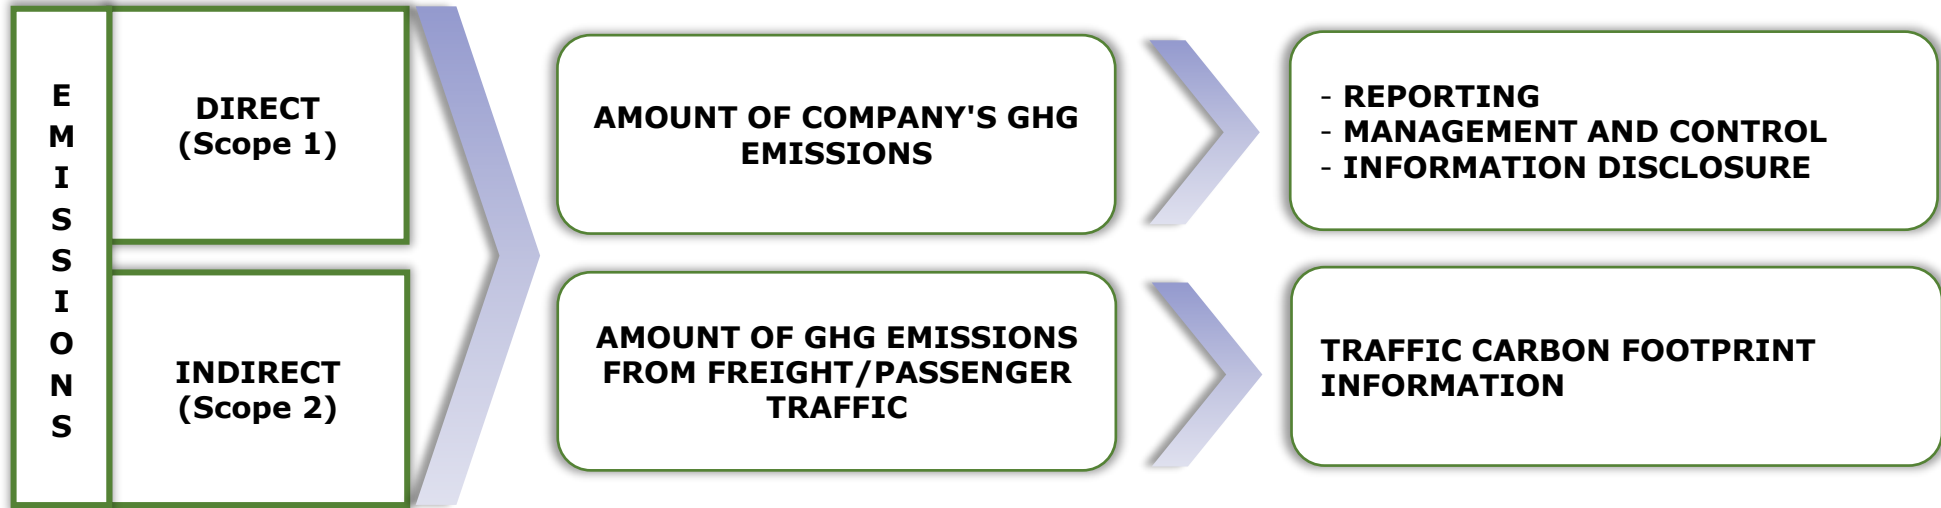 EMISSIONS
DIRECT
(Scope 1)
AMOUNT OF COMPANY'S GHG
EMISSIONS
- REPORTING
- MANAGEMENT AND CONTROL
- INFORMATION DISCLOSURE
INDIRECT
(Scope 2)
AMOUNT OF GHG EMISSIONS
FROM FREIGHT/PASSENGER
TRAFFIC
TRAFFIC CARBON FOOTPRINT
INFORMATION